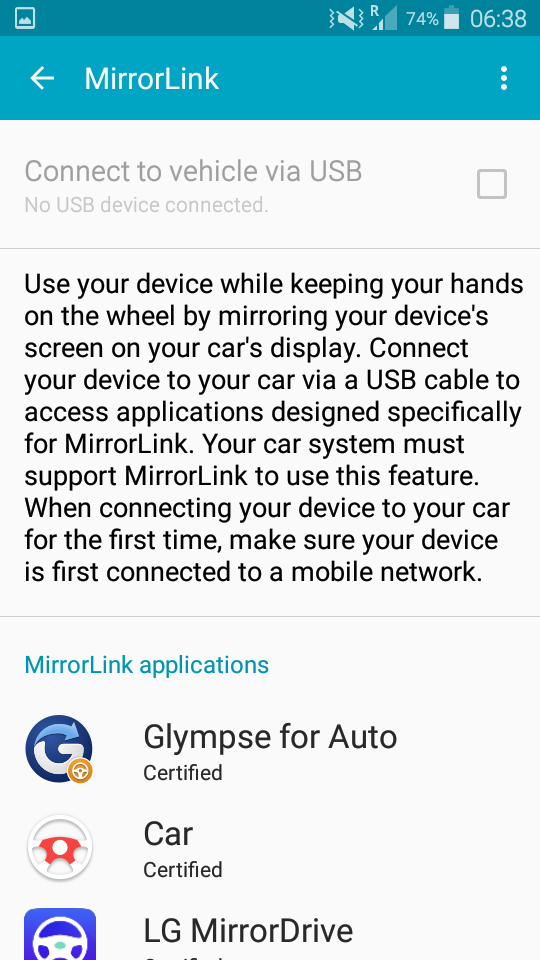 R 74% 06:38
MirrorLink
Connect to vehicle via USB
No USB device connected.
Use your device while keeping your hands
on the wheel by mirroring your device's
screen on your car's display. Connect
your device to your car via a USB cable to
access applications designed specifically
for MirrorLink. Your car system must
support MirrorLink to use this feature.
When connecting your device to your car
for the first time, make sure your device
is first connected to a mobile network.
MirrorLink applications
Glympse for Auto
Certified
Car
Certified
LG MirrorDrive